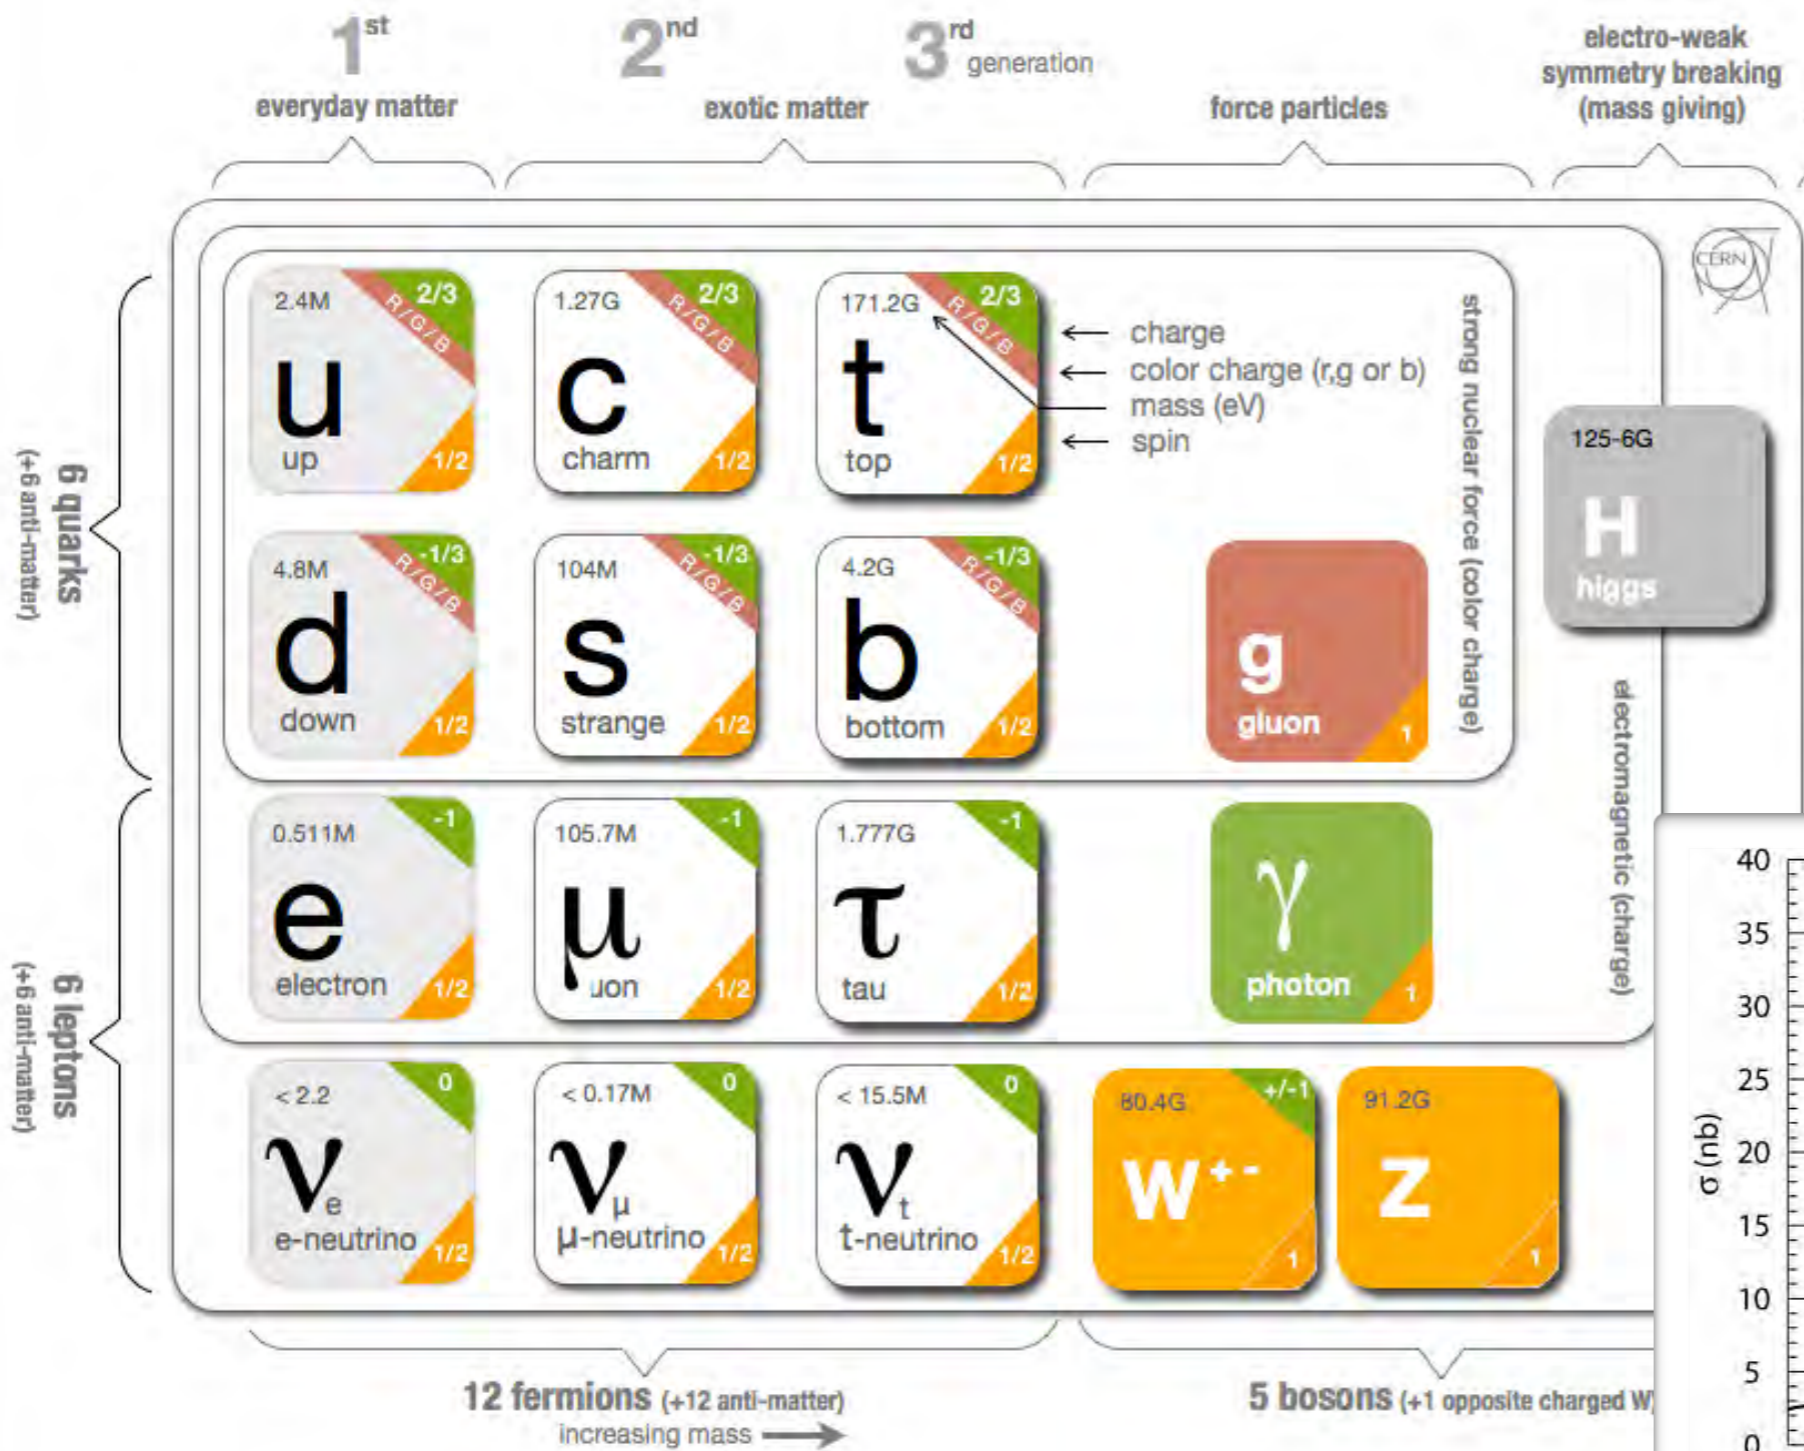 1st
2nd
3rd generation
everyday matter
exotic matter
force particles
electro-weak
symmetry breaking
(mass giving)
CERN
6 quarks
(+6 anti-matter)
2.4M
2/3
R/G/B
u
up
1/2
1.27G
2/3
R/G/B
c
charm
1/2
171.2G
2/3
R/G/B
t
top
1/2
charge
color charge (r,g or b)
mass (eV)
spin
strong nuclear force (color charge)
125-6G
H
higgs
4.8M
-1/3
R/G/B
d
down
1/2
104M
-1/3
R/G/B
s
strange
1/2
4.2G
-1/3
R/G/B
b
bottom
1/2
g
gluon
1
electromagnetic (charge)
6 leptons
(+6 anti-matter)
0.511M
-1
e
electron
1/2
105.7M
-1
μ
uon
1/2
1.777G
-1
τ
tau
1/2
γ
photon
1
< 2.2
0
νe
e-neutrino
1/2
< 0.17M
0
νμ
μ-neutrino
1/2
< 15.5M
0
νt
t-neutrino
1/2
80.4G
+/-1
W+-
1
91.2G
Z
1
12 fermions (+12 anti-matter)
increasing mass
5 bosons (+1 opposite charged W
σ (nb)
40
35
30
25
20
15
10
5
0